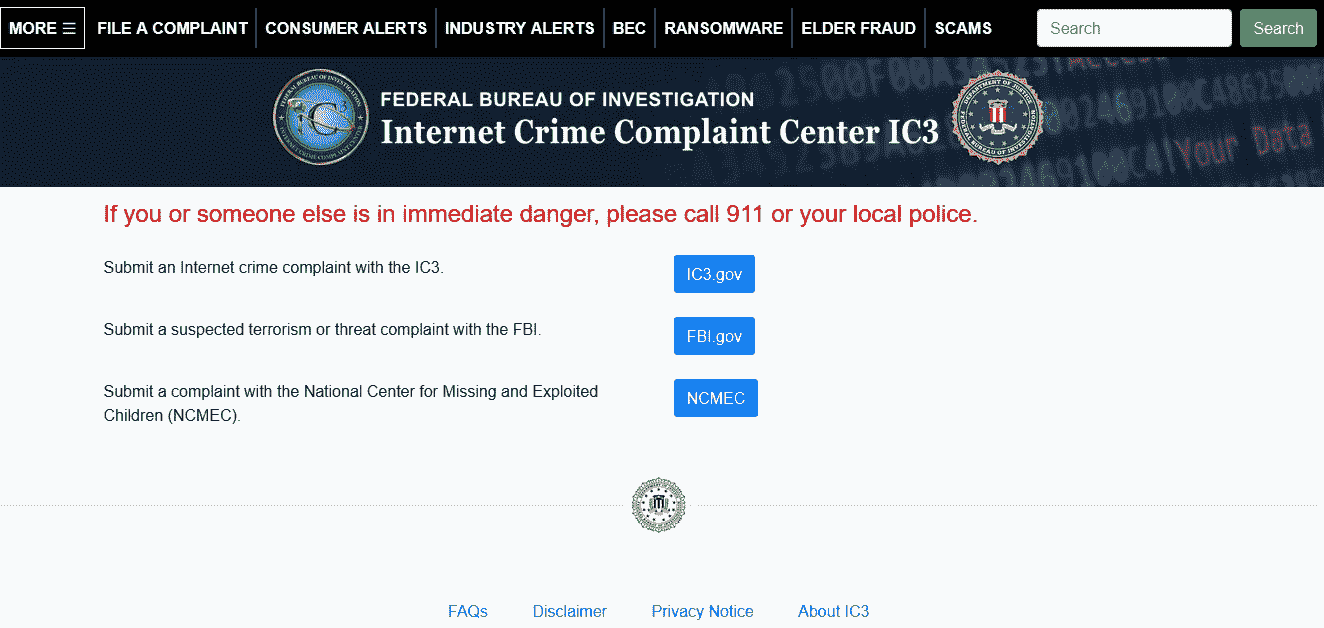 MORE ☰ FILE A COMPLAINT CONSUMER ALERTS INDUSTRY ALERTS BEC RANSOMWARE ELDER FRAUD SCAMS Search Search
FEDERAL BUREAU OF INVESTIGATION
Internet Crime Complaint Center IC3
Your Data
If you or someone else is in immediate danger, please call 911 or your local police.
Submit an Internet crime complaint with the IC3. IC3.gov
Submit a suspected terrorism or threat complaint with the FBI. FBI.gov
Submit a complaint with the National Center for Missing and Exploited NCMEC
Children (NCMEC).
FAQs Disclaimer Privacy Notice About IC3